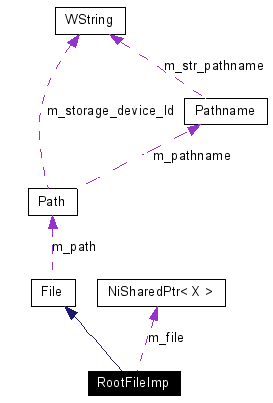 WString
m_str_pathname
m_storage_device_Id
Pathname
m_pathname
Path
m_path
File
NiSharedPtr< X >
m_file
RootFileImp